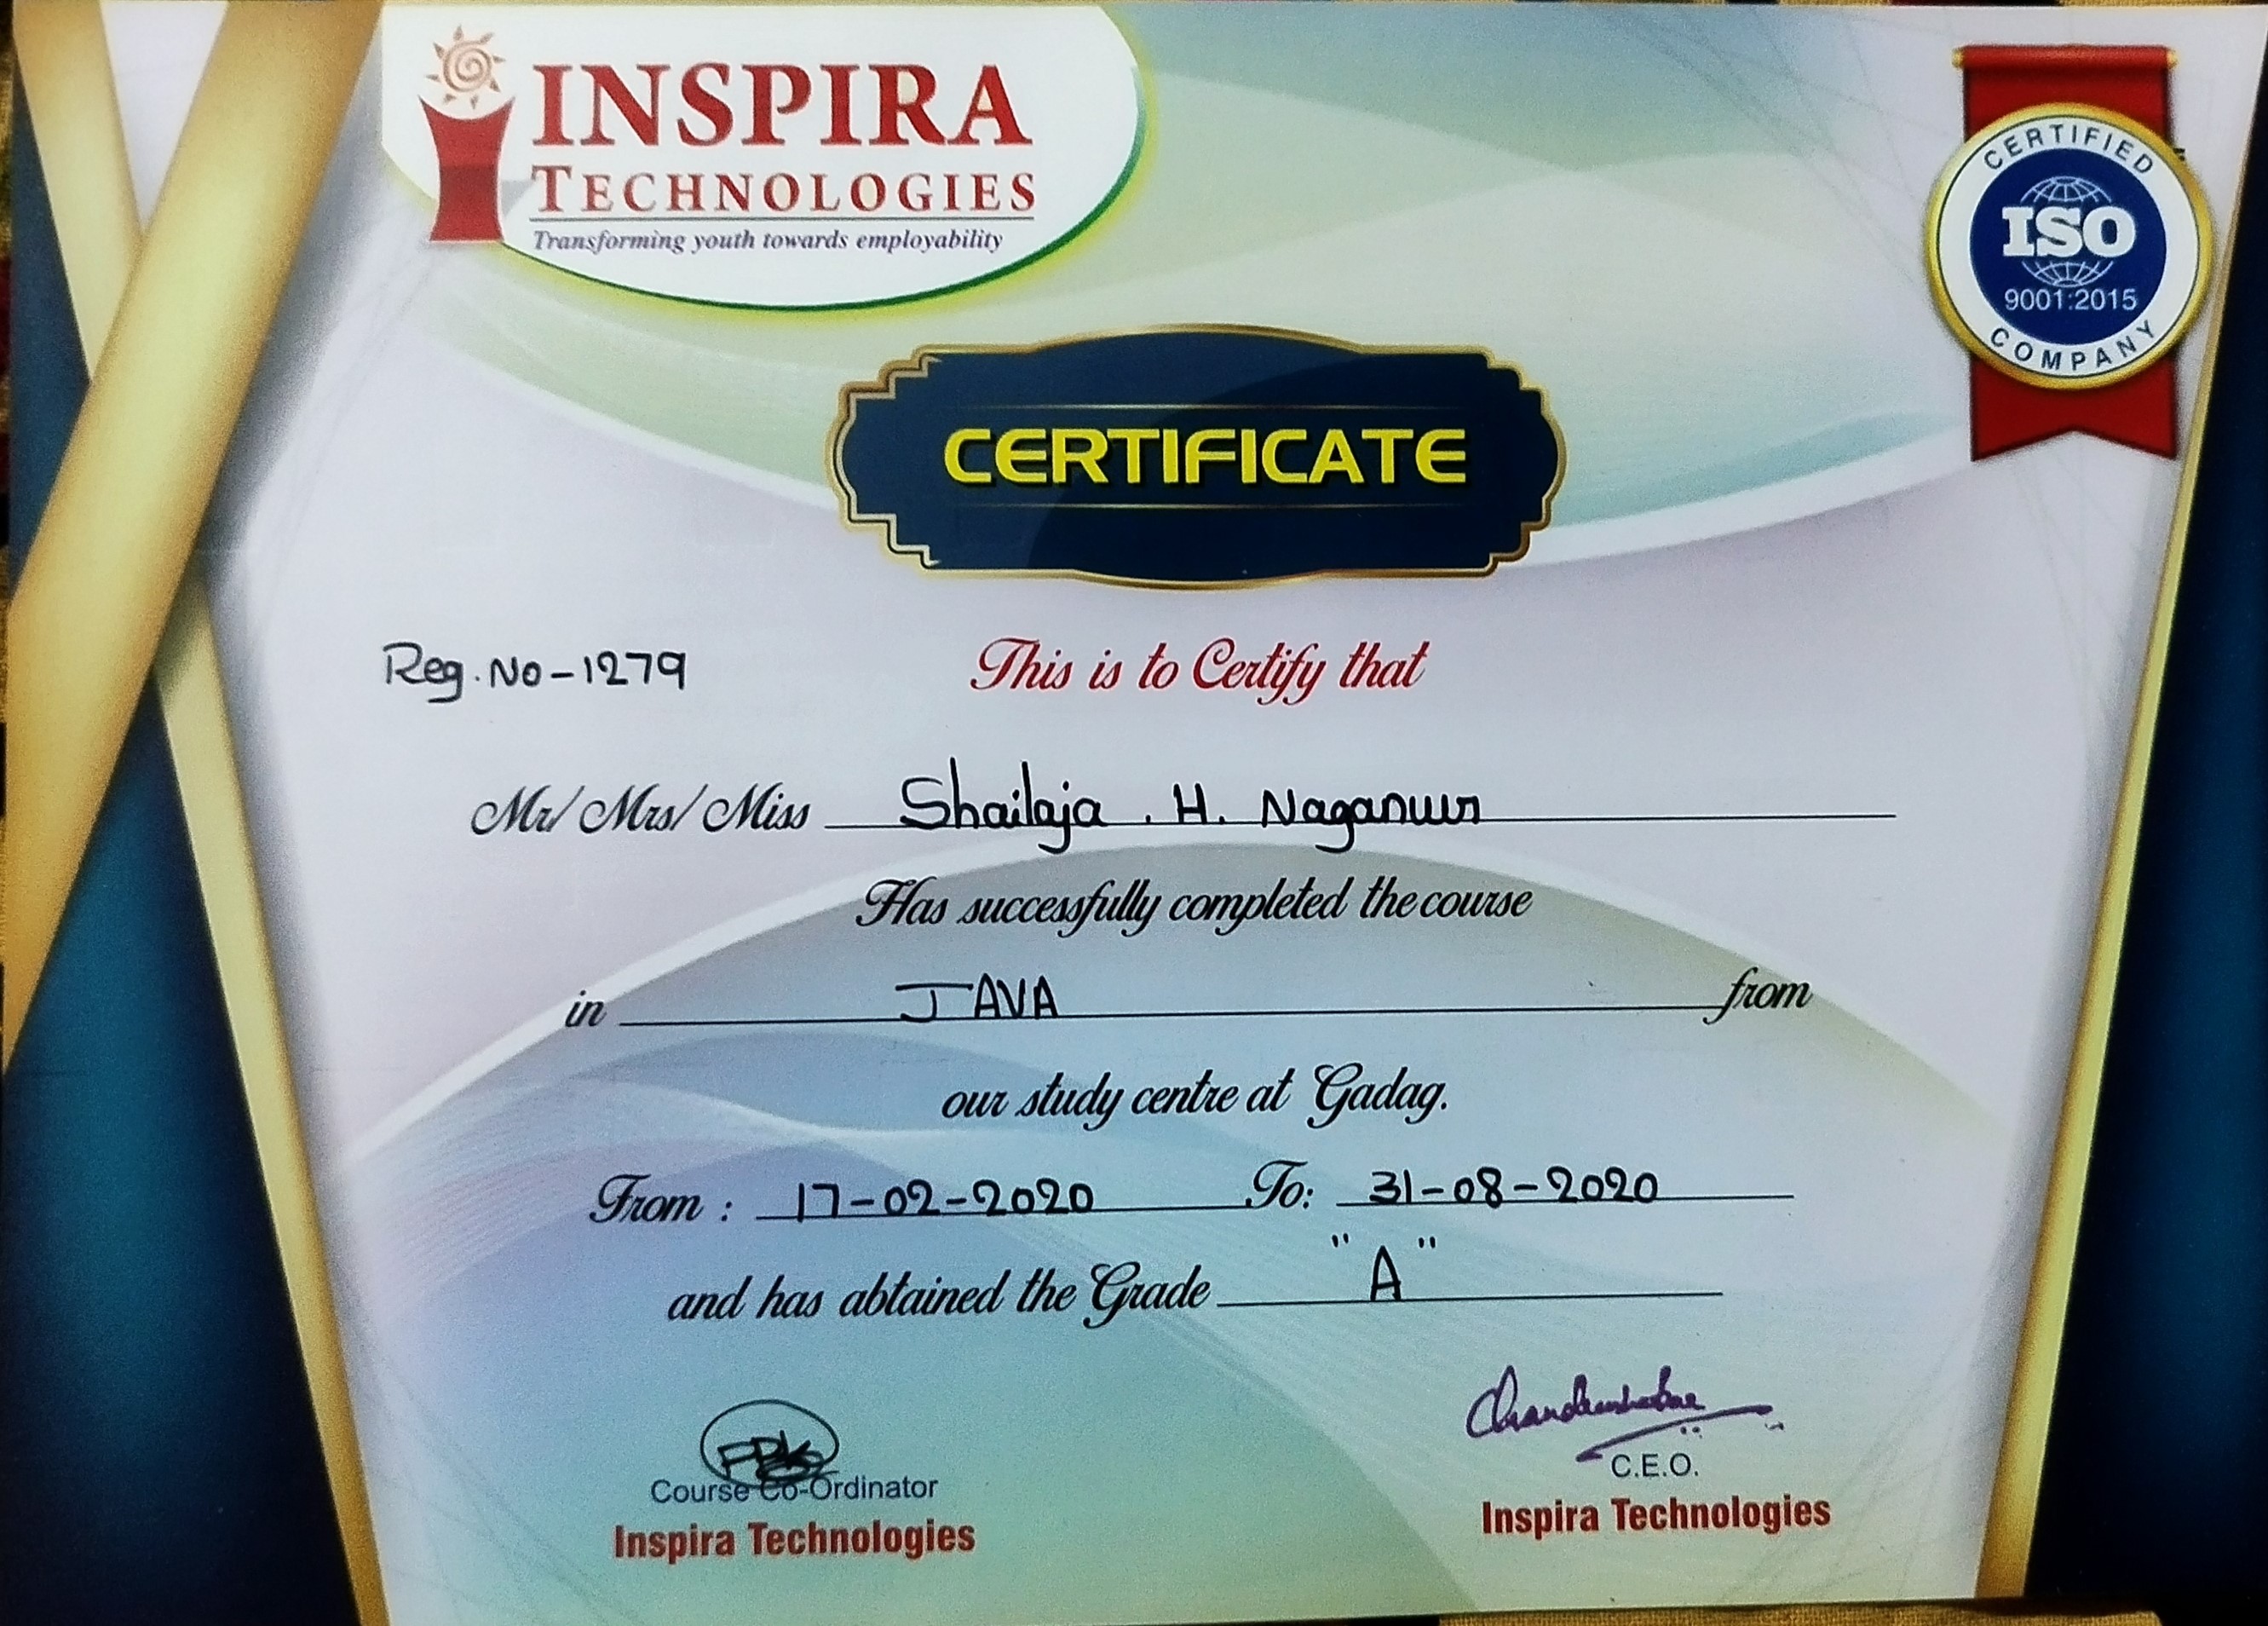 INSPIRA
TECHNOLOGIES
Transforming youth towards employability
CERTIFIED
ISO
9001:2015
COMPANY
CERTIFICATE
Reg. No-1279
This is to Certify that
Mr/ Mrs/ Miss Shailaja . H. Naganur
Has successfully completed the course
in JAVA from
our study centre at Gadag.
From : 17-02-2020 To: 31-08-2020
and has abtained the Grade "A"
Course Co-Ordinator
Inspira Technologies
C.E.O.
Inspira Technologies